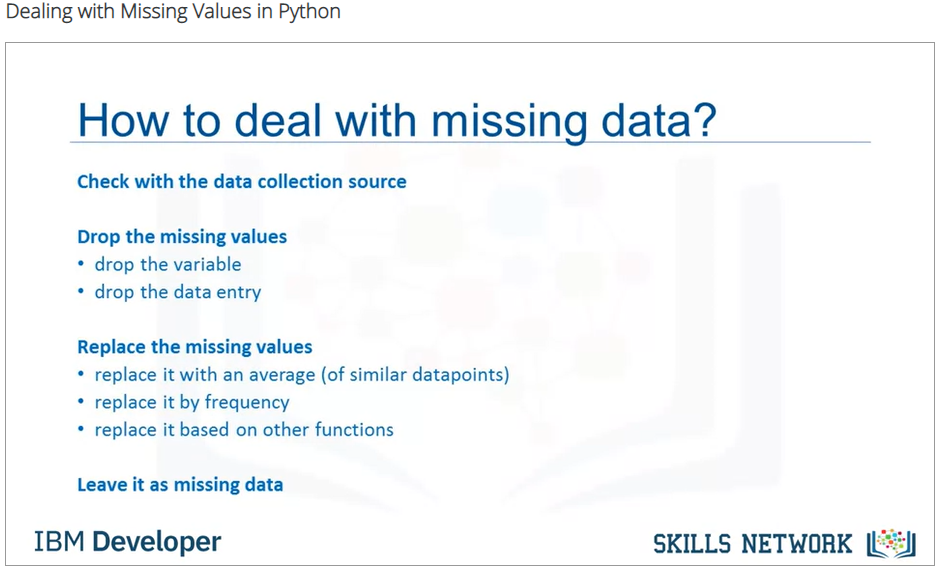 Dealing with Missing Values in Python
How to deal with missing data?
Check with the data collection source
Drop the missing values
• drop the variable
• drop the data entry
Replace the missing values
• replace it with an average (of similar datapoints)
• replace it by frequency
• replace it based on other functions
Leave it as missing data
IBM Developer
SKILLS NETWORK